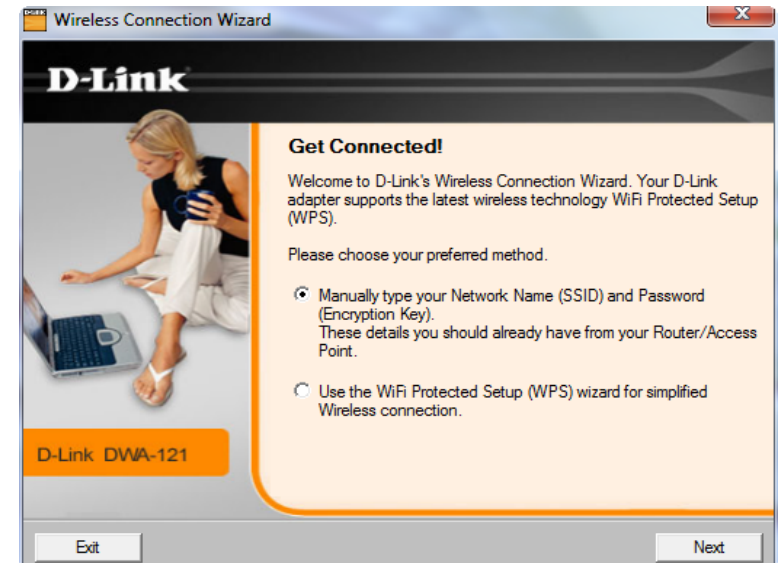 Wireless Connection Wizard
D-Link
Get Connected!
Welcome to D-Link's Wireless Connection Wizard. Your D-Link
adapter supports the latest wireless technology WiFi Protected Setup
(WPS).
Please choose your preferred method.
Manually type your Network Name (SSID) and Password
(Encryption Key).
These details you should already have from your Router/Access
Point.
Use the WiFi Protected Setup (WPS) wizard for simplified
Wireless connection.
D-Link DWA-121
Exit
Next